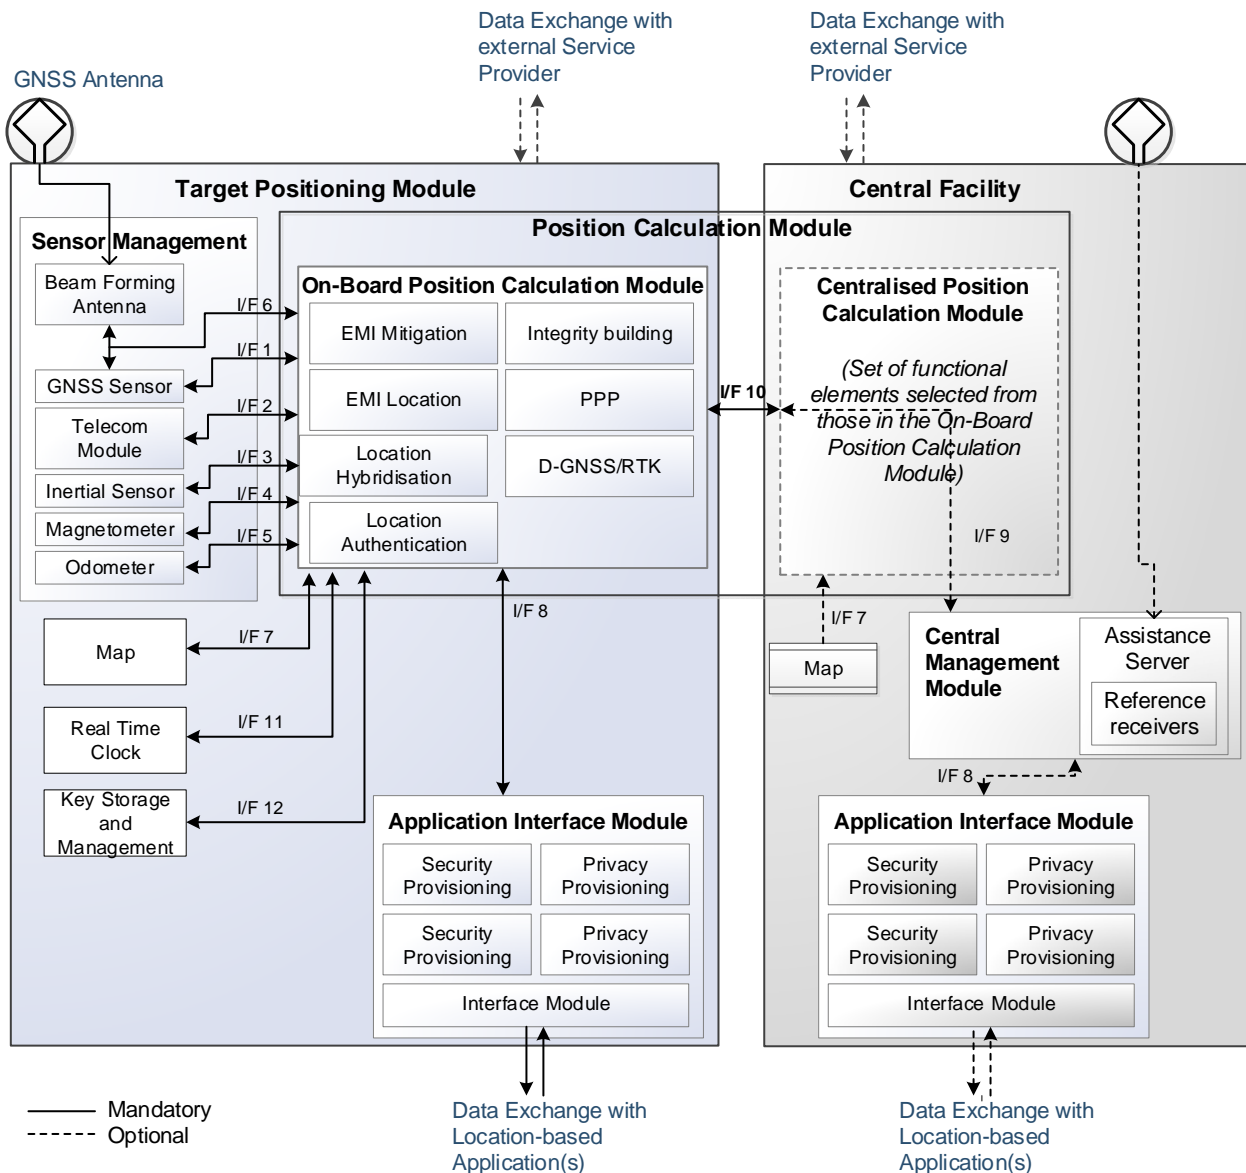 Data Exchange with
external Service
Provider
Data Exchange with
external Service
Provider
GNSS Antenna
Target Positioning Module
Central Facility
Position Calculation Module
Sensor Management
Beam Forming
Antenna
GNSS Sensor
Telecom
Module
Inertial Sensor
Magnetometer
Odometer
I/F 6
I/F 1
I/F 2
I/F 3
I/F 4
I/F 5
On-Board Position Calculation Module
EMI Mitigation
Integrity building
EMI Location
PPP
Location
Hybridisation
D-GNSS/RTK
Location
Authentication
I/F 10
Centralised Position
Calculation Module
(Set of functional
elements selected from
those in the On-Board
Position Calculation
Module)
I/F 9
I/F 8
I/F 7
Map
I/F 7
Map
Central
Management
Module
Assistance
Server
Reference
receivers
Real Time
Clock
I/F 11
Key Storage
and
Management
I/F 12
I/F 8
Application Interface Module
Security
Provisioning
Privacy
Provisioning
Security
Provisioning
Privacy
Provisioning
Interface Module
Application Interface Module
Security
Provisioning
Privacy
Provisioning
Security
Provisioning
Privacy
Provisioning
Interface Module
Mandatory
Optional
Data Exchange with
Location-based
Application(s)
Data Exchange with
Location-based
Application(s)